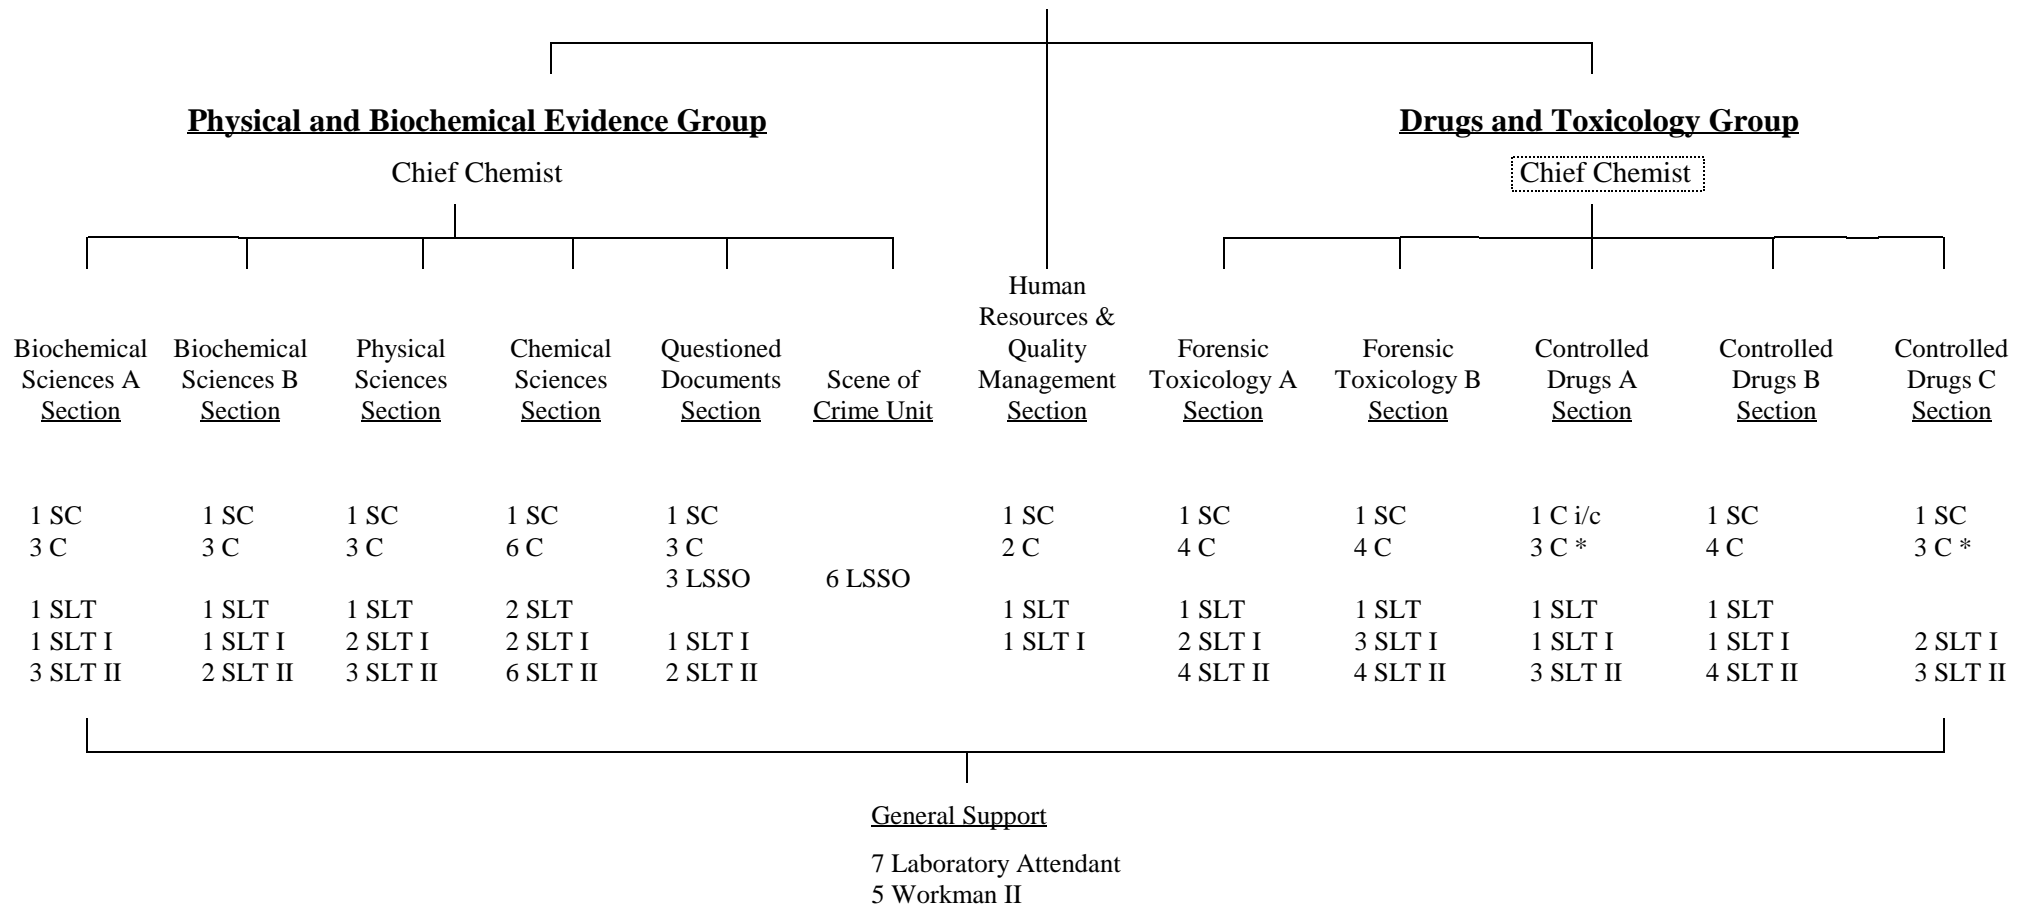 Physical and Biochemical Evidence Group
Chief Chemist
Drugs and Toxicology Group
Chief Chemist
Biochemical
Sciences A
Section
1 SC
3 C
1 SLT
1 SLT I
3 SLT II
Biochemical
Sciences B
Section
1 SC
3 C
1 SLT
1 SLT I
2 SLT II
Physical
Sciences
Section
1 SC
3 C
1 SLT
2 SLT I
3 SLT II
Chemical
Sciences
Section
1 SC
6 C
2 SLT
2 SLT I
6 SLT II
Questioned
Documents
Section
1 SC
3 C
3 LSSO
1 SLT I
2 SLT II
Scene of
Crime Unit
6 LSSO
Human
Resources &
Quality
Management
Section
1 SC
2 C
1 SLT
1 SLT I
Forensic
Toxicology A
Section
1 SC
4 C
1 SLT
2 SLT I
4 SLT II
Forensic
Toxicology B
Section
1 SC
4 C
1 SLT
3 SLT I
4 SLT II
Controlled
Drugs A
Section
1 C i/c
3 C *
1 SLT
1 SLT I
3 SLT II
Controlled
Drugs B
Section
1 SC
4 C
1 SLT
1 SLT I
4 SLT II
Controlled
Drugs C
Section
1 SC
3 C *
2 SLT I
3 SLT II
General Support
7 Laboratory Attendant
5 Workman II